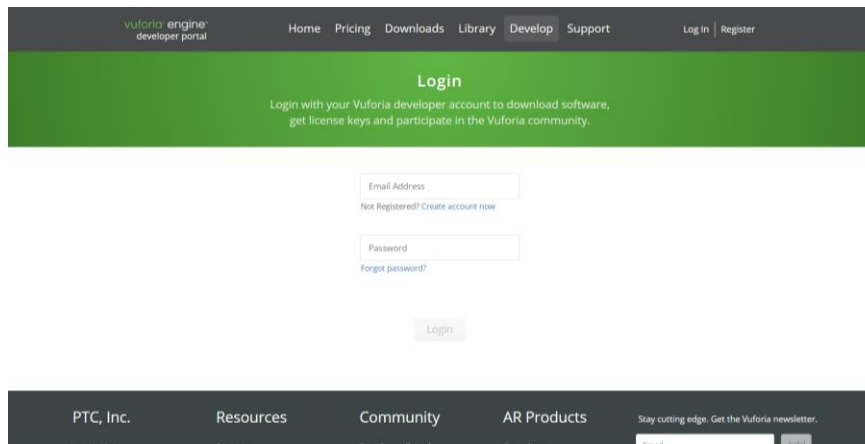 vuforia engine
developer portal
Home Pricing Downloads Library Develop Support
Log In | Register
Login
Login with your Vuforia developer account to download software,
get license keys and participate in the Vuforia community.
Email Address
Not Registered? Create account now
Password
Forgot password?
Login
PTC, Inc. Resources Community AR Products
Stay cutting edge. Get the Vuforia newsletter.